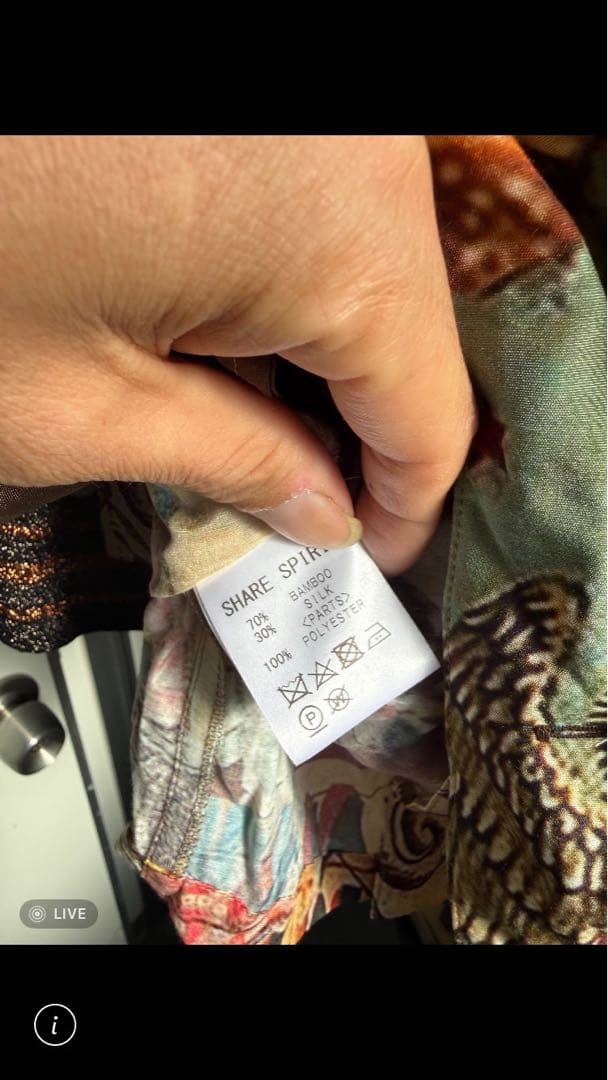 SHARE SPIRI
70% BAMBOO
30% SILK
<PARTS>
100% POLYESTER
P
LIVE
i